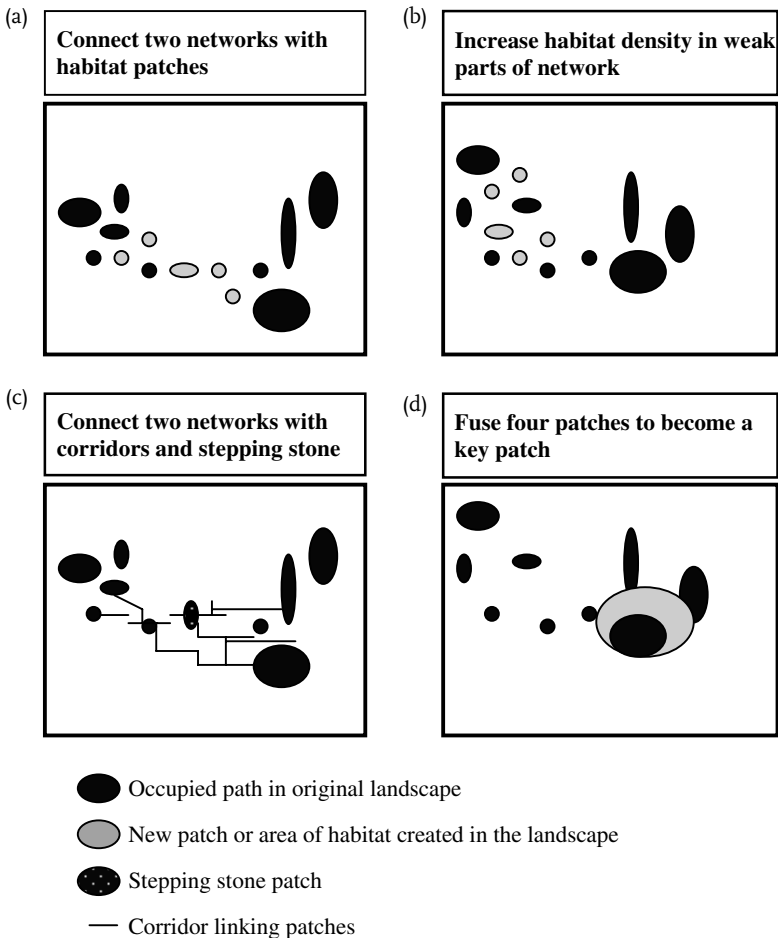 (a)
Connect two networks with
habitat patches
(b)
Increase habitat density in weak
parts of network
(c)
Connect two networks with
corridors and stepping stone
(d)
Fuse four patches to become a
key patch
Occupied path in original landscape
New patch or area of habitat created in the landscape
Stepping stone patch
Corridor linking patches